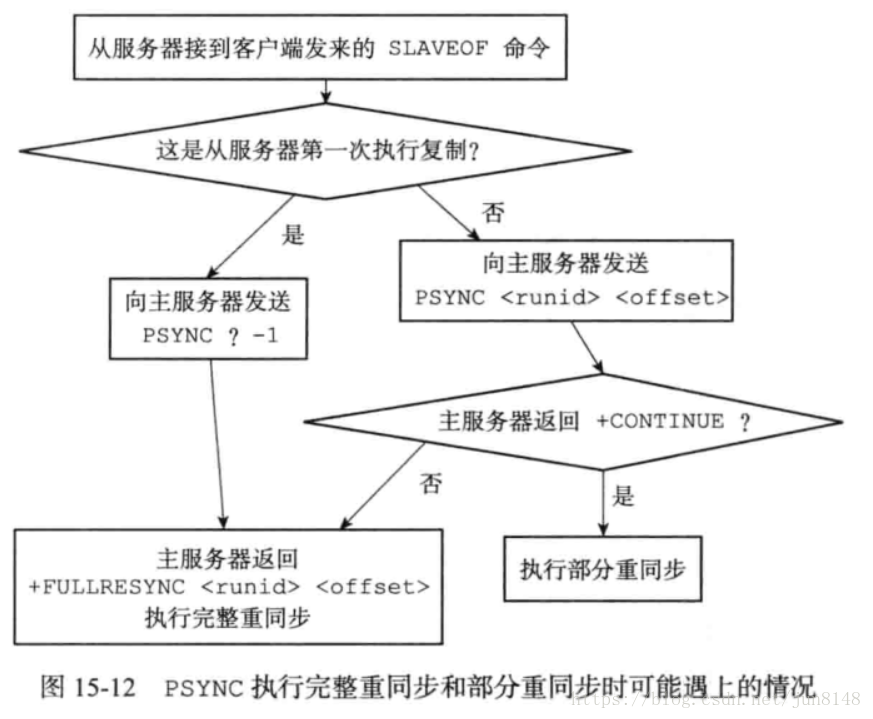 从服务器接到客户端发来的 SLAVEOF 命令
这是从服务器第一次执行复制?
是
否
向主服务器发送
PSYNC ? -1
向主服务器发送
PSYNC <runid> <offset>
主服务器返回 +CONTINUE ?
否
是
主服务器返回
+FULLRESYNC <runid> <offset>
执行完整重同步
执行部分重同步
图 15-12 PSYNC 执行完整重同步和部分重同步时可能遇上的情况
https://blog.csdn.net/jun8148